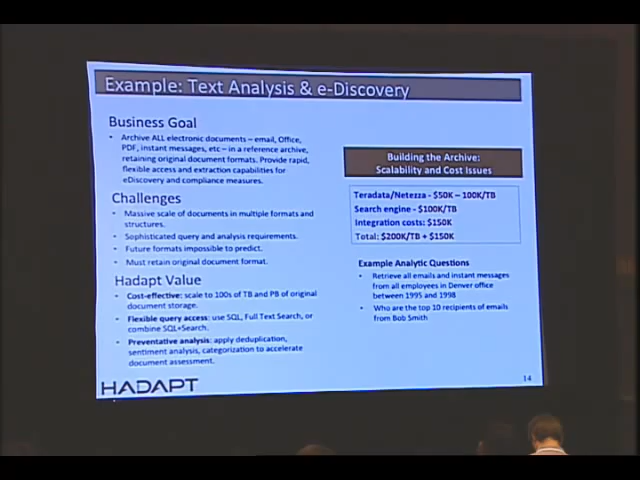 Example: Text Analysis & e-Discovery
Business Goal
• Archive ALL electronic documents – email, Office,
PDF, instant messages, etc – in a reference archive,
retaining original document formats. Provide rapid,
flexible access and extraction capabilities for
eDiscovery and compliance measures.
Challenges
• Massive scale of documents in multiple formats and
structures.
• Sophisticated query and analysis requirements.
• Future formats impossible to predict.
• Must retain original document format.
Hadapt Value
• Cost-effective: scale to 100s of TB and PB of original
document storage.
• Flexible query access: use SQL, Full Text Search, or
combine SQL+Search.
• Preventative analysis: apply deduplication,
sentiment analysis, categorization to accelerate
document assessment.
Building the Archive:
Scalability and Cost Issues
Teradata/Netezza - $50K – 100K/TB
Search engine - $100K/TB
Integration costs: $150K
Total: $200K/TB + $150K
Example Analytic Questions
• Retrieve all emails and instant messages
from all employees in Denver office
between 1995 and 1998
• Who are the top 10 recipients of emails
from Bob Smith
HADAPT
14